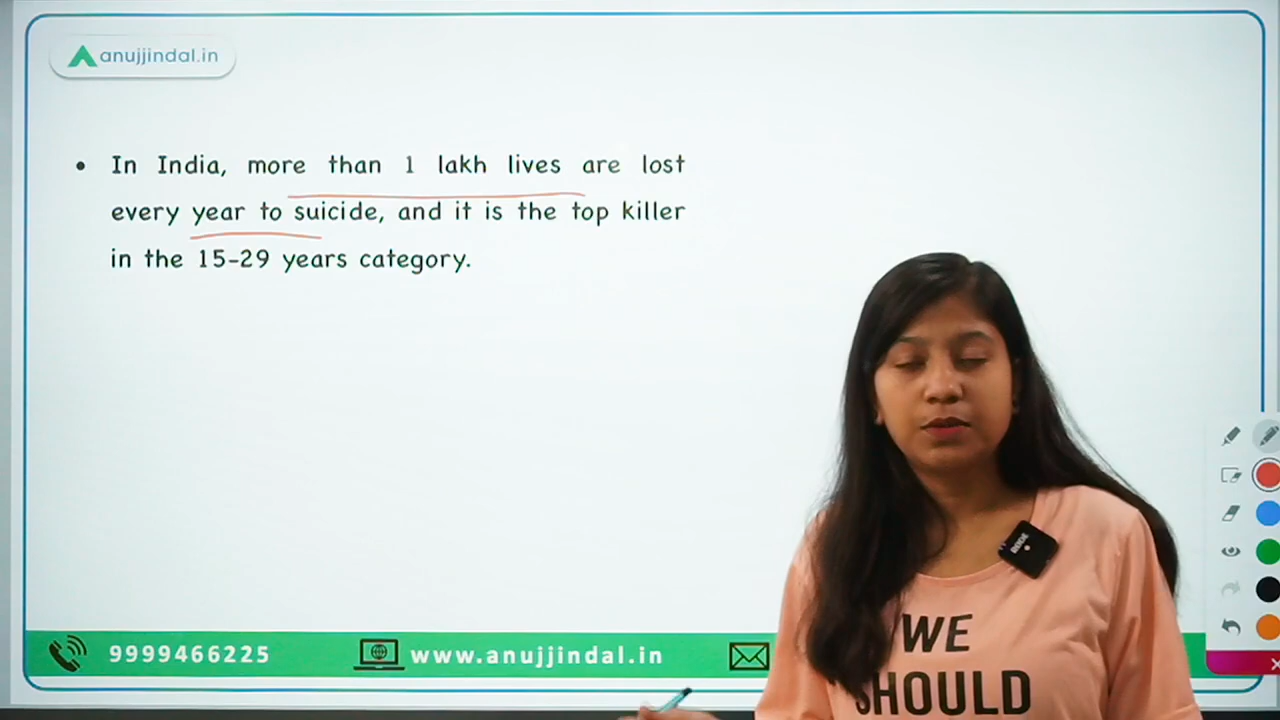 anujjindal.in
• In India, more than 1 lakh lives are lost
every year to suicide, and it is the top killer
in the 15-29 years category.
WE
SHOULD
9999466225
www.anujjindal.in